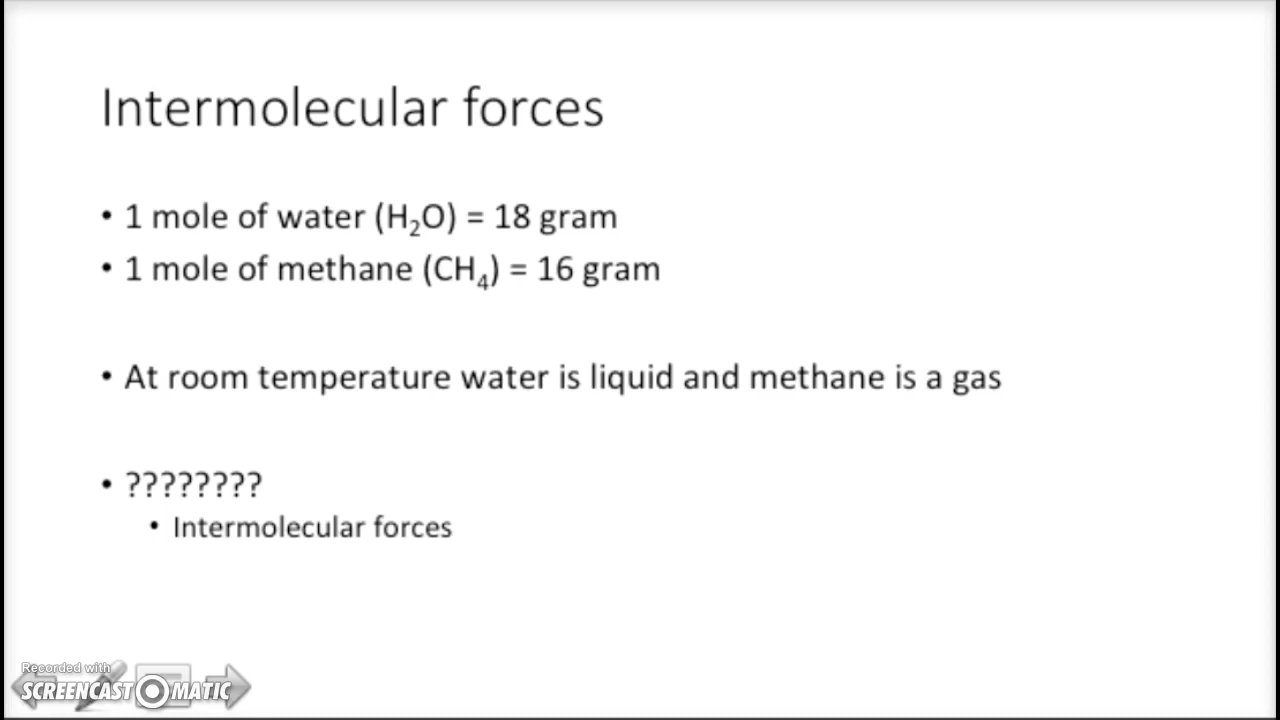 Intermolecular forces
• 1 mole of water (H₂O) = 18 gram
• 1 mole of methane (CH₄) = 16 gram
• At room temperature water is liquid and methane is a gas
• ????????
• Intermolecular forces
Recorded with
SCREENCAST O MATIC